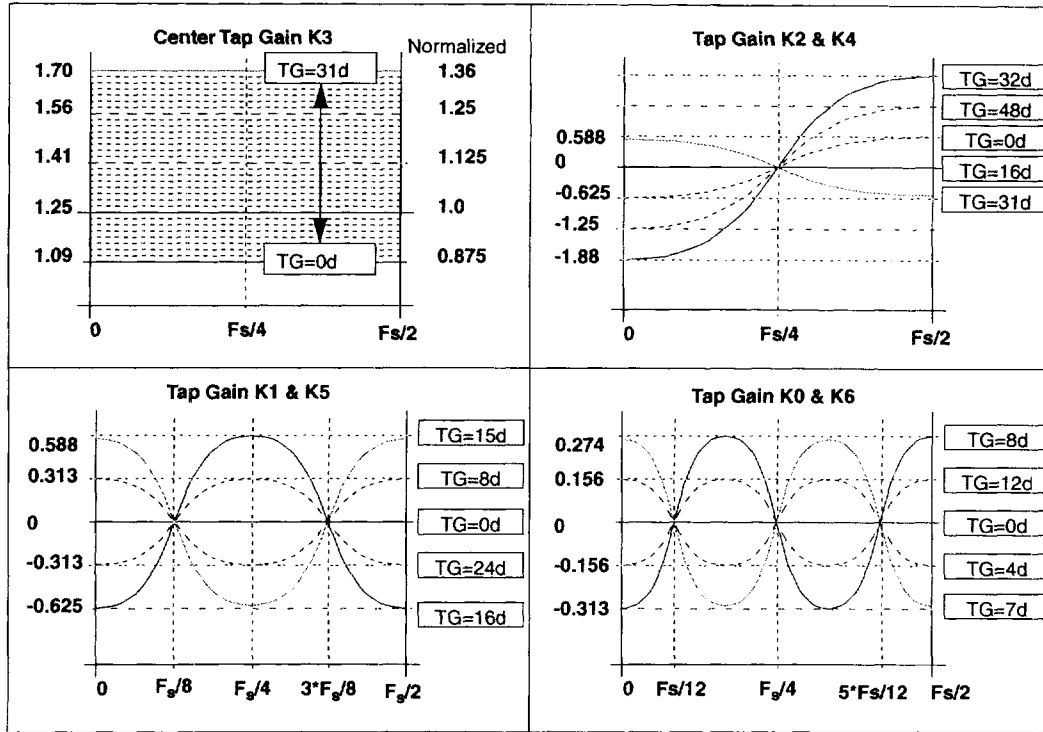 Center Tap Gain K3
Normalized
1.70 TG=31d 1.36
1.56 1.25
1.41 1.125
1.25 1.0
1.09 TG=0d 0.875
0 Fs/4 Fs/2
Tap Gain K2 & K4
TG=32d
TG=48d
0.588 TG=0d
0 TG=16d
-0.625 TG=31d
-1.25
-1.88
0 Fs/4 Fs/2
Tap Gain K1 & K5
0.588 TG=15d
0.313 TG=8d
0 TG=0d
-0.313 TG=24d
-0.625 TG=16d
0 Fs/8 Fs/4 3*Fs/8 Fs/2
Tap Gain K0 & K6
0.274 TG=8d
0.156 TG=12d
0 TG=0d
-0.156 TG=4d
-0.313 TG=7d
0 Fs/12 Fs/4 5*Fs/12 Fs/2